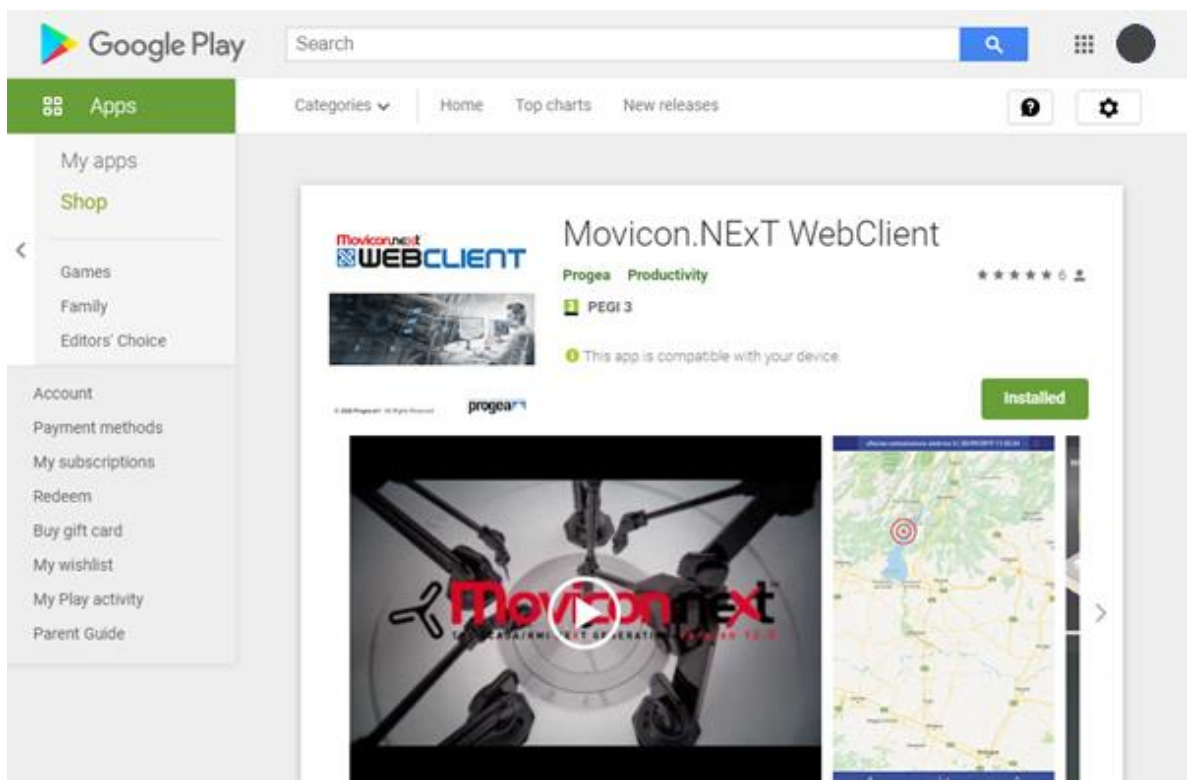 Google Play
Search
Apps
Categories
Home
Top charts
New releases
My apps
Shop
Games
Family
Editors' Choice
Account
Payment methods
My subscriptions
Redeem
Buy gift card
My wishlist
My Play activity
Parent Guide
Movicon.NExT
WEBCLIENT
progea
Movicon.NExT WebClient
Progea Productivity
6
3 PEGI 3
This app is compatible with your device.
Installed
Movicon.next